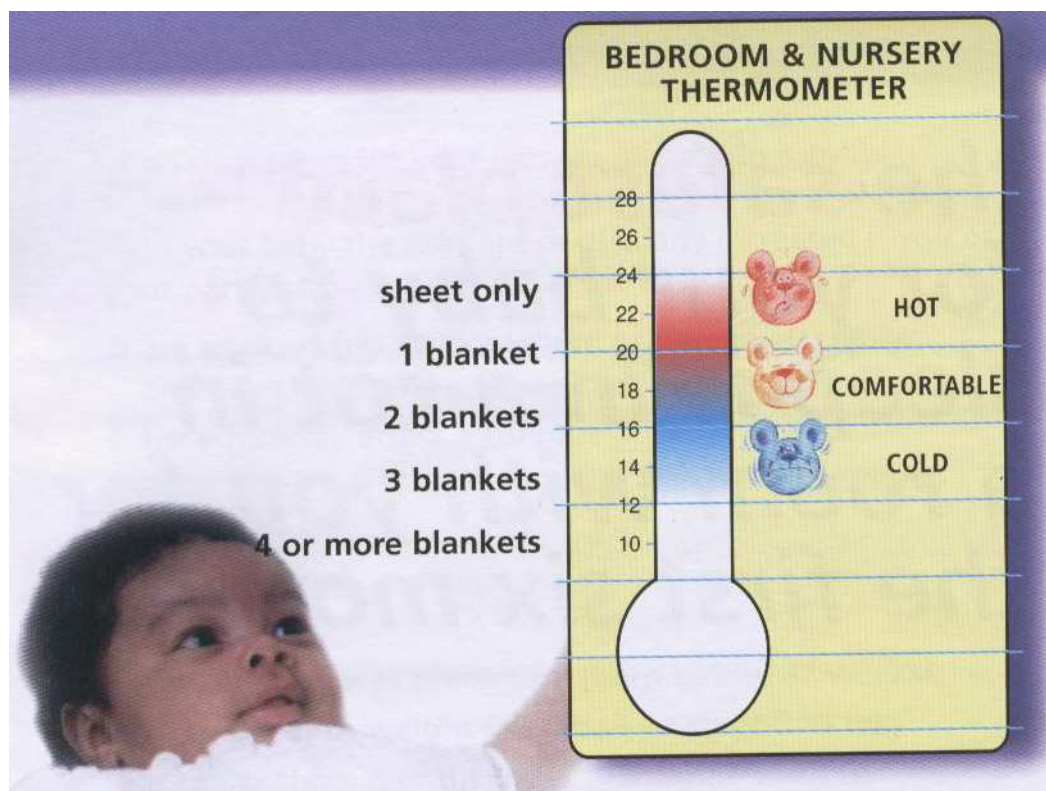 BEDROOM & NURSERY
THERMOMETER
28
26
24
22
20
18
16
14
12
10
sheet only
1 blanket
2 blankets
3 blankets
4 or more blankets
HOT
COMFORTABLE
COLD